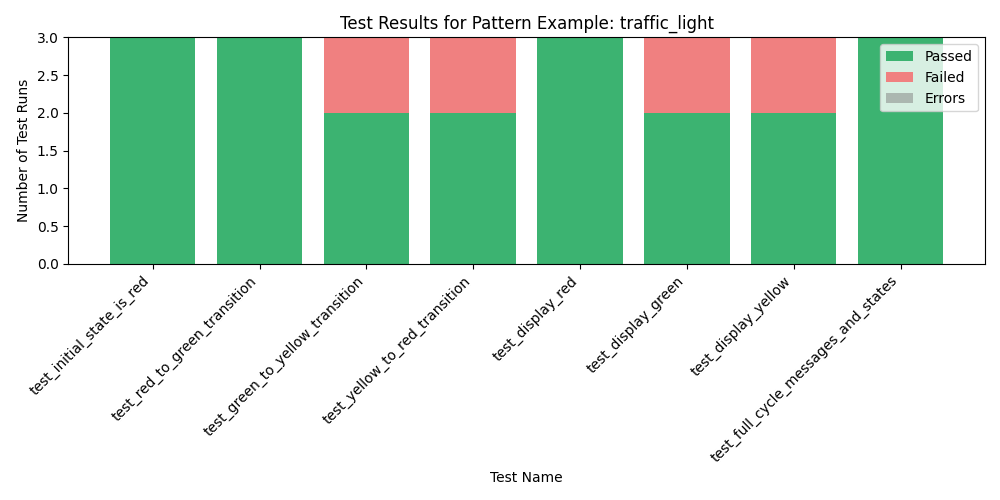 Test Results for Pattern Example: traffic_light
Number of Test Runs
3.0
2.5
2.0
1.5
1.0
0.5
0.0
Passed
Failed
Errors
test_initial_state_is_red
test_red_to_green_transition
test_green_to_yellow_transition
test_yellow_to_red_transition
test_display_red
test_display_green
test_display_yellow
test_full_cycle_messages_and_states
Test Name